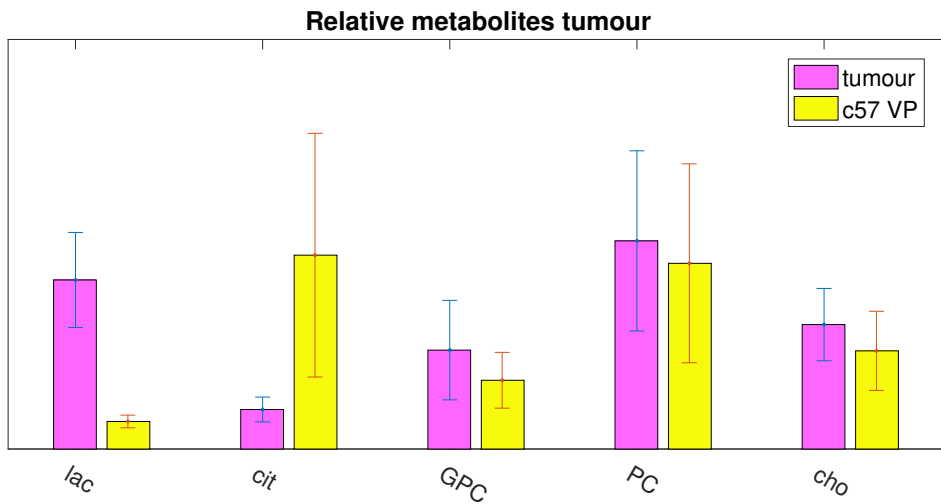 Relative metabolites tumour
tumour
c57 VP
lac
cit
GPC
PC
cho